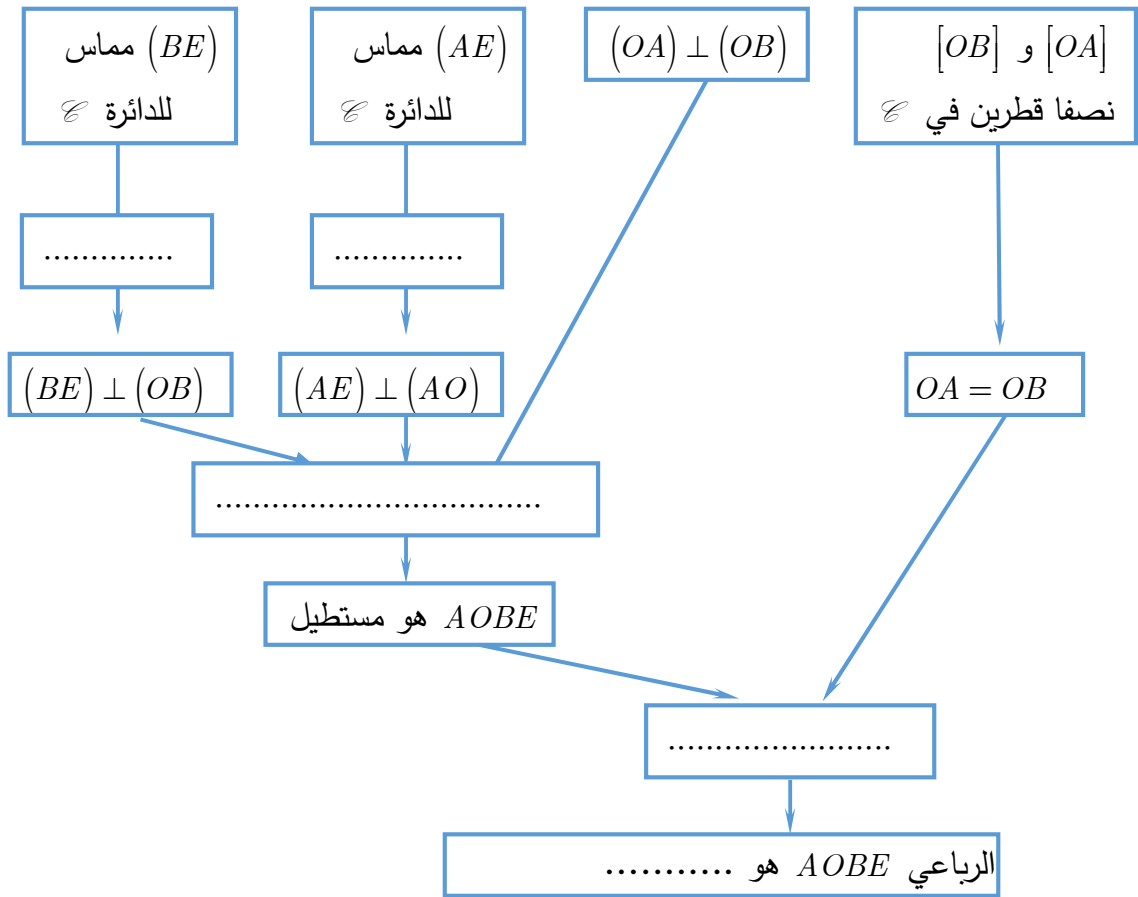 [OA] و [OB]
نصفا قطرين في 𝒞
(OA) ⊥ (OB)
(AE) مماس
للدائرة 𝒞
(BE) مماس
للدائرة 𝒞
..............
..............
OA = OB
(AE) ⊥ (AO)
(BE) ⊥ (OB)
...................................
AOBE هو مستطيل
........................
الرباعي AOBE هو ...........